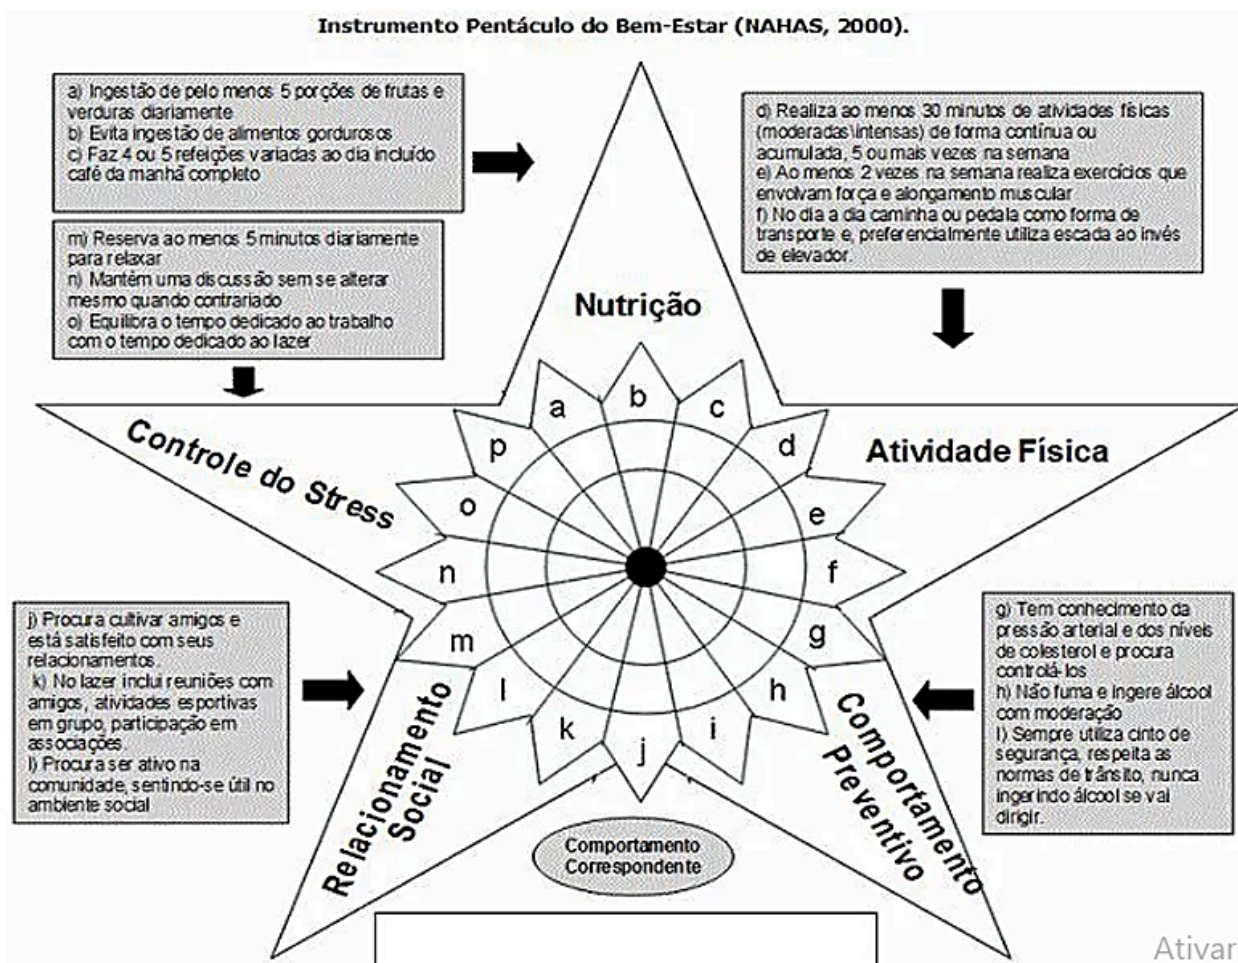 Instrumento Pentáculo do Bem-Estar (NAHAS, 2000).
a) Ingestão de pelo menos 5 porções de frutas e
verduras diariamente
b) Evita ingestão de alimentos gordurosos
c) Faz 4 ou 5 refeições variadas ao dia incluído
café da manhã completo
d) Realiza ao menos 30 minutos de atividades físicas
(moderadas\intensas) de forma contínua ou
acumulada, 5 ou mais vezes na semana
e) Ao menos 2 vezes na semana realiza exercícios que
envolvam força e alongamento muscular
f) No dia a dia caminha ou pedala como forma de
transporte e, preferencialmente utiliza escada ao invés
de elevador.
m) Reserva ao menos 5 minutos diariamente
para relaxar
n) Mantém uma discussão sem se alterar
mesmo quando contrariado
o) Equilibra o tempo dedicado ao trabalho
com o tempo dedicado ao lazer
Nutrição
Controle do Stress
Atividade Física
a
b
c
d
e
f
g
h
i
j
k
l
m
n
o
p
j) Procura cultivar amigos e
está satisfeito com seus
relacionamentos.
k) No lazer inclui reuniões com
amigos, atividades esportivas
em grupo, participação em
associações.
l) Procura ser ativo na
comunidade, sentindo-se útil no
ambiente social
g) Tem conhecimento da
pressão arterial e dos níveis
de colesterol e procura
controlá-los
h) Não fuma e ingere álcool
com moderação
I) Sempre utiliza cinto de
segurança, respeita as
normas de trânsito, nunca
ingerindo álcool se vai
dirigir.
Relacionamento
Social
Comportamento
Preventivo
Comportamento
Correspondente
Ativar